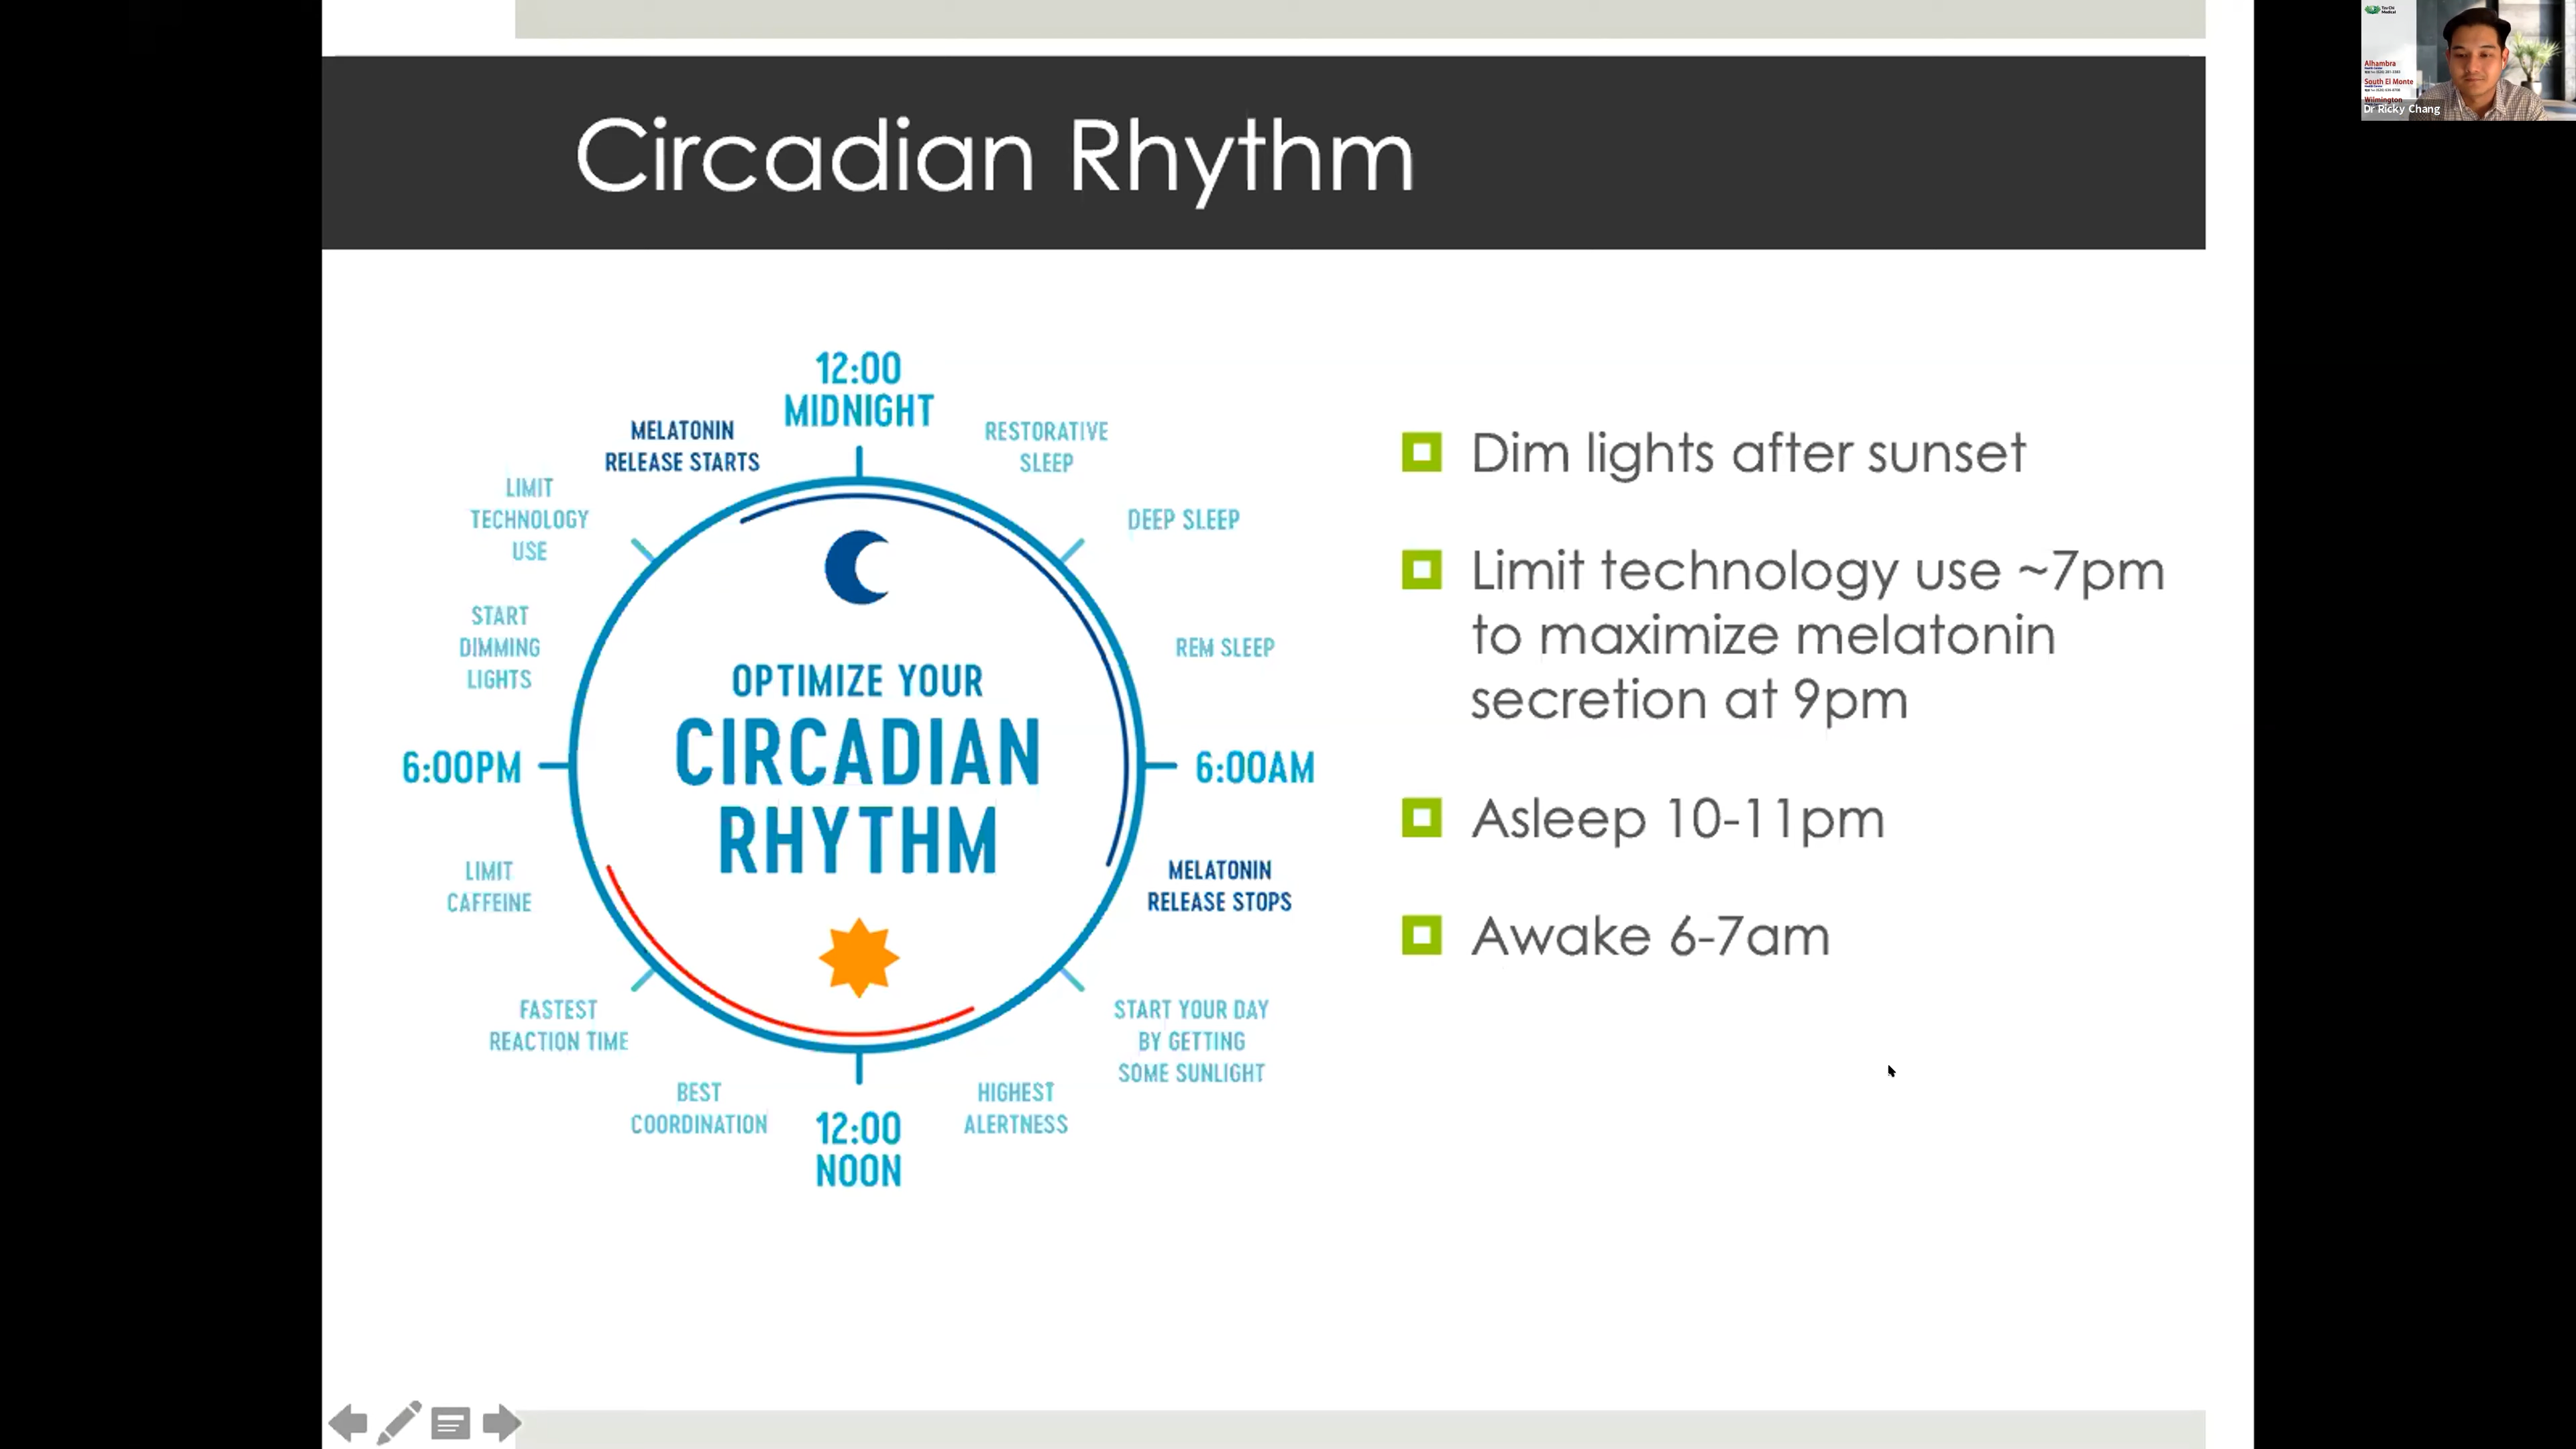 Circadian Rhythm
12:00
MIDNIGHT
MELATONIN
RELEASE STARTS
RESTORATIVE
SLEEP
LIMIT
TECHNOLOGY
USE
DEEP SLEEP
START
DIMMING
LIGHTS
REM SLEEP
OPTIMIZE YOUR
CIRCADIAN
RHYTHM
6:00PM
6:00AM
LIMIT
CAFFEINE
MELATONIN
RELEASE STOPS
FASTEST
REACTION TIME
START YOUR DAY
BY GETTING
SOME SUNLIGHT
BEST
COORDINATION
HIGHEST
ALERTNESS
12:00
NOON
Dim lights after sunset
Limit technology use ~7pm
to maximize melatonin
secretion at 9pm
Asleep 10-11pm
Awake 6-7am
Alhambra
South El Monte
Wilmington
Dr Ricky Chang